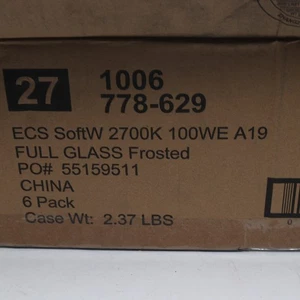 27
1006
778-629
ECS SoftW 2700K 100WE A19
FULL GLASS Frosted
PO# 55159511
CHINA
6 Pack
Case Wt: 2.37 LBS